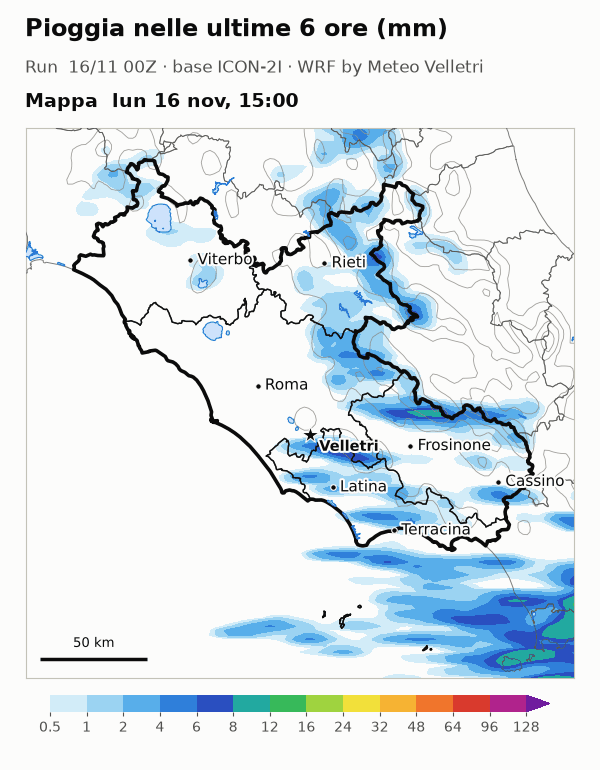 Pioggia nelle ultime 6 ore (mm)
Run  16/11 00Z · base ICON-2I · WRF by Meteo Velletri
Mappa  lun 16 nov, 15:00
Viterbo
Rieti
Roma
Velletri
Frosinone
Latina
Cassino
Terracina
50 km
0.5 1 2 4 6 8 12 16 24 32 48 64 96 128